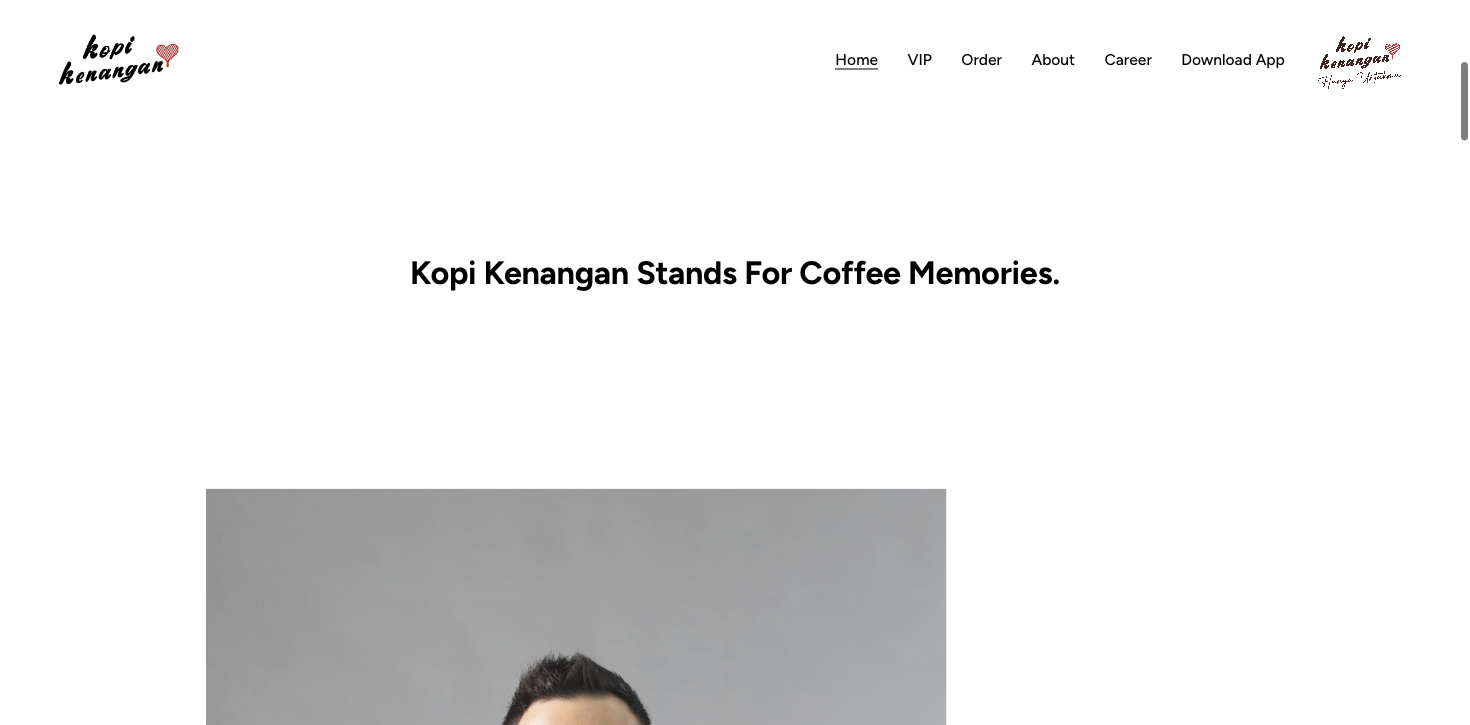 kopi
kenangan
Home
VIP
Order
About
Career
Download App
kopi
kenangan
Hanya Untukmu
Kopi Kenangan Stands For Coffee Memories.